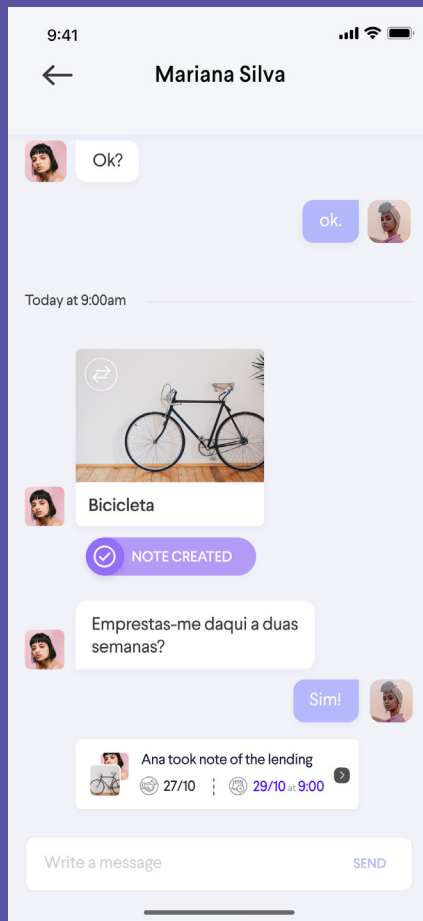 9:41
Mariana Silva
Ok?
ok.
Today at 9:00am
Bicicleta
NOTE CREATED
Emprestas-me daqui a duas
semanas?
Sim!
Ana took note of the lending
27/10 29/10 at 9:00
Write a message SEND